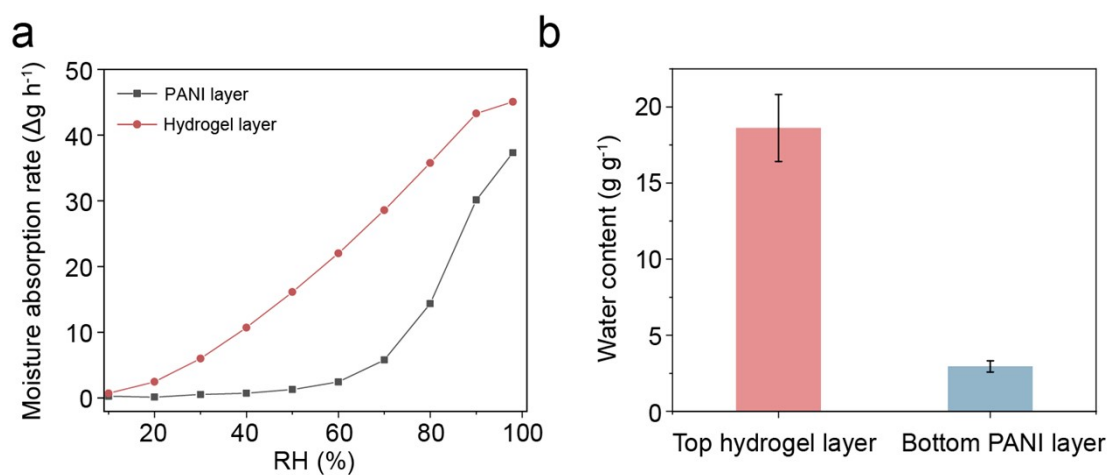 a
Moisture absorption rate (Δg h⁻¹)
50
40
30
20
10
0
PANI layer
Hydrogel layer
20
40
60
80
100
RH (%)
b
Water content (g g⁻¹)
20
15
10
5
0
Top hydrogel layer
Bottom PANI layer